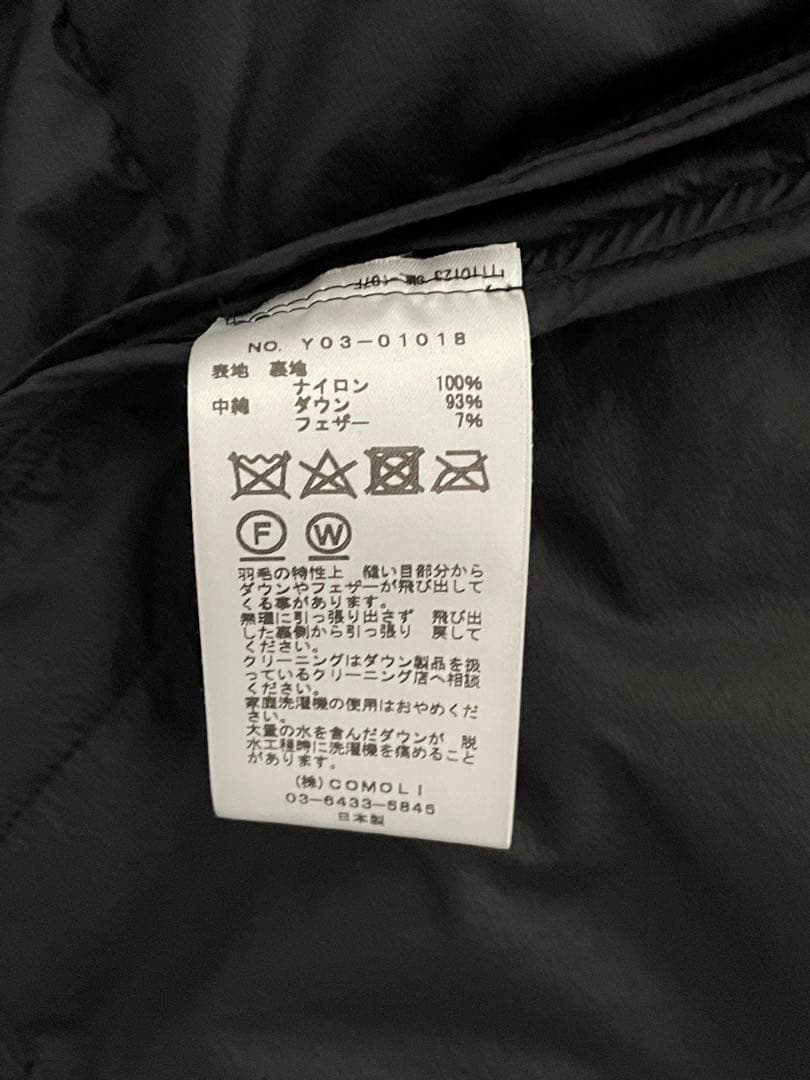 NO. Y03-01018
表地 裏地
ナイロン 100%
中綿 ダウン 93%
フェザー 7%
F W
羽毛の特性上 縫い目部分から
ダウンやフェザーが飛び出して
くる事があります。
無理に引っ張り出さず 飛び出
した裏側から引っ張り 戻して
ください。
クリーニングはダウン製品を扱
っているクリーニング店へ相談
ください。
家庭洗濯機の使用はおやめくだ
さい。
大量の水を含んだダウンが 脱
水工程時に洗濯機を痛めること
があります。
(株)COMOLI
03-6433-5845
日本製